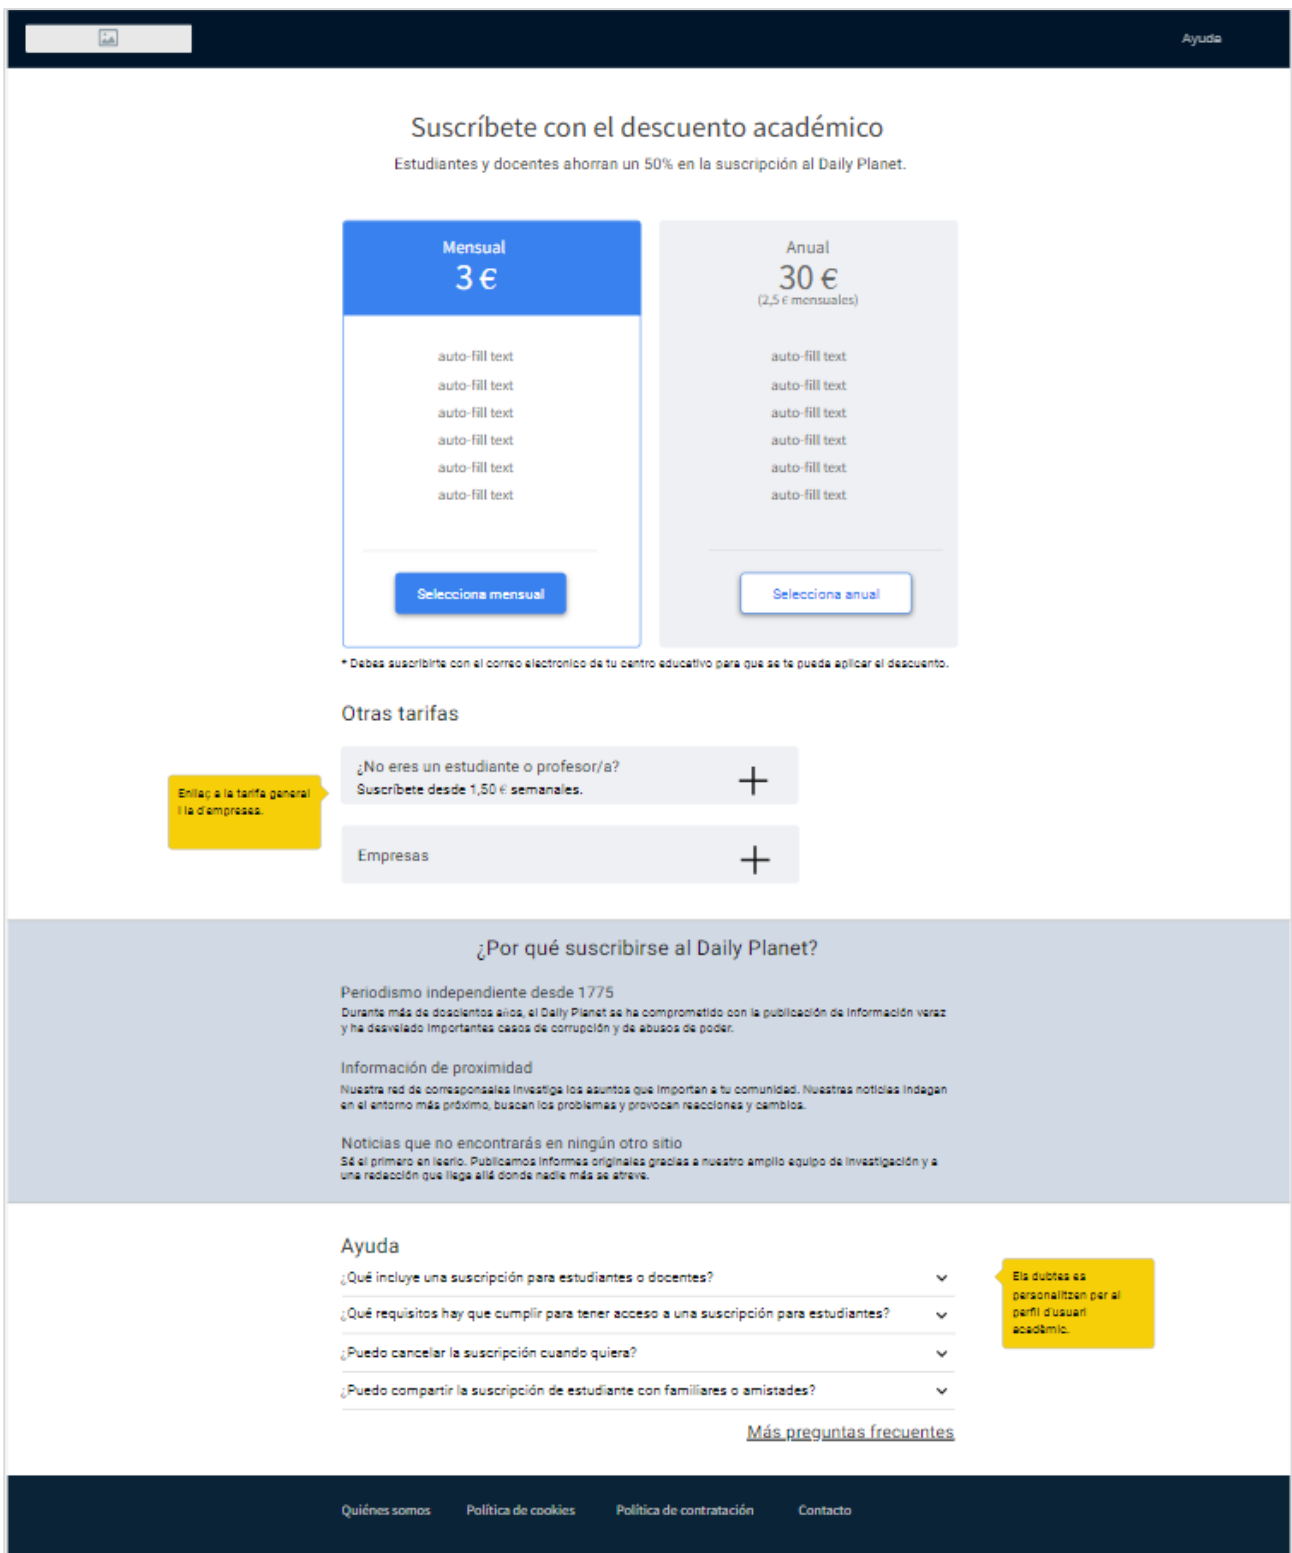 Ayuda
Suscríbete con el descuento académico
Estudiantes y docentes ahorran un 50% en la suscripción al Daily Planet.
Mensual
3 €
auto-fill text
auto-fill text
auto-fill text
auto-fill text
auto-fill text
auto-fill text
Selecciona mensual
Anual
30 €
(2,5 € mensuales)
auto-fill text
auto-fill text
auto-fill text
auto-fill text
auto-fill text
auto-fill text
Selecciona anual
* Debes suscribirte con el correo electronico de tu centro educativo para que se te pueda aplicar el descuento.
Otras tarifas
¿No eres un estudiante o profesor/a?
Suscríbete desde 1,50 € semanales.
Enllaç a la tarifa general
i la d'empreses.
Empresas
¿Por qué suscribirse al Daily Planet?
Periodismo independiente desde 1775
Durante más de doscientos años, el Daily Planet se ha comprometido con la publicación de información veraz
y ha desvelado importantes casos de corrupción y de abusos de poder.
Información de proximidad
Nuestra red de corresponsales investiga los asuntos que importan a tu comunidad. Nuestras noticias indagan
en el entorno más próximo, buscan los problemas y provocan reacciones y cambios.
Noticias que no encontrarás en ningún otro sitio
Sé el primero en leerlo. Publicamos informes originales gracias a nuestro amplio equipo de investigación y a
una redacción que llega allá donde nadie más se atreve.
Ayuda
¿Qué incluye una suscripción para estudiantes o docentes?
¿Qué requisitos hay que cumplir para tener acceso a una suscripción para estudiantes?
¿Puedo cancelar la suscripción cuando quiera?
¿Puedo compartir la suscripción de estudiante con familiares o amistades?
Els dubtes es
personalitzen per al
perfil d'usuari
acadèmic.
Más preguntas frecuentes
Quiénes somos
Política de cookies
Política de contratación
Contacto